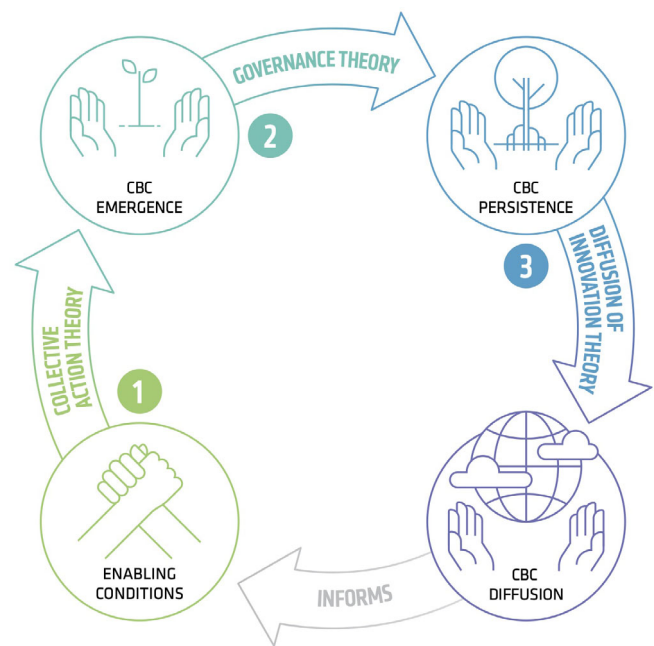 GOVERNANCE THEORY
2
CBC
EMERGENCE
CBC
PERSISTENCE
3
DIFFUSION OF
INNOVATION THEORY
COLLECTIVE
ACTION THEORY
1
ENABLING
CONDITIONS
INFORMS
CBC
DIFFUSION